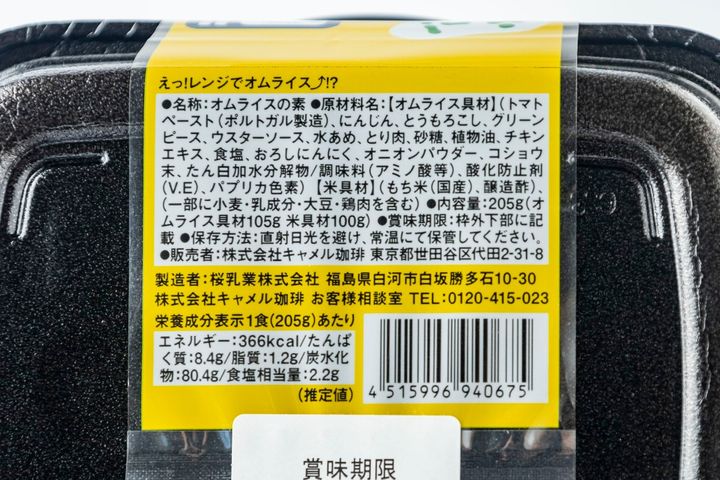 えっ!レンジでオムライス⤴!?
●名称:オムライスの素 ●原材料名:【オムライス具材】(トマト
ペースト(ポルトガル製造)、にんじん、とうもろこし、グリーン
ピース、ウスターソース、水あめ、とり肉、砂糖、植物油、チキン
エキス、食塩、おろしにんにく、オニオンパウダー、コショウ
末、たん白加水分解物/調味料(アミノ酸等)、酸化防止剤
(V.E)、パプリカ色素) 【米具材】(もち米(国産)、醸造酢)、
(一部に小麦・乳成分・大豆・鶏肉を含む) ●内容量:205g(オ
ムライス具材105g 米具材100g) ●賞味期限:枠外下部に記
載 ●保存方法:直射日光を避け、常温にて保管してください。
●販売者:株式会社キャメル珈琲 東京都世田谷区代田2-31-8
製造者:桜乳業株式会社 福島県白河市白坂勝多石10-30
株式会社キャメル珈琲 お客様相談室 TEL:0120-415-023
栄養成分表示1食(205g)あたり
エネルギー:366kcal/たんぱ
く質:8.4g/脂質:1.2g/炭水化
物:80.4g/食塩相当量:2.2g
(推定値)
4 515996 940675
賞味期限